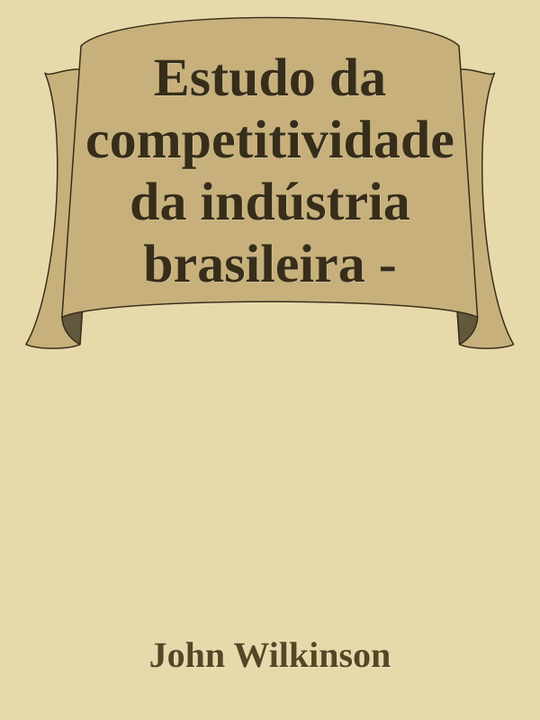 Estudo da
competitividade
da indústria
brasileira -
John Wilkinson